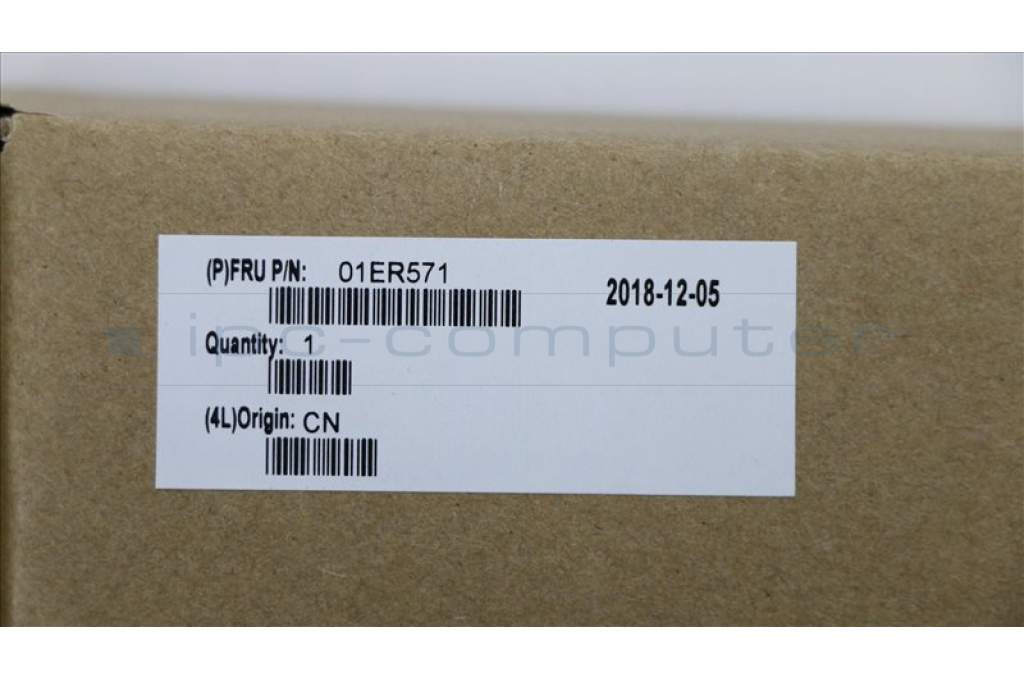 (P)FRU P/N: 01ER571
2018-12-05
ipc-computer
Quantity: 1
(4L)Origin: CN